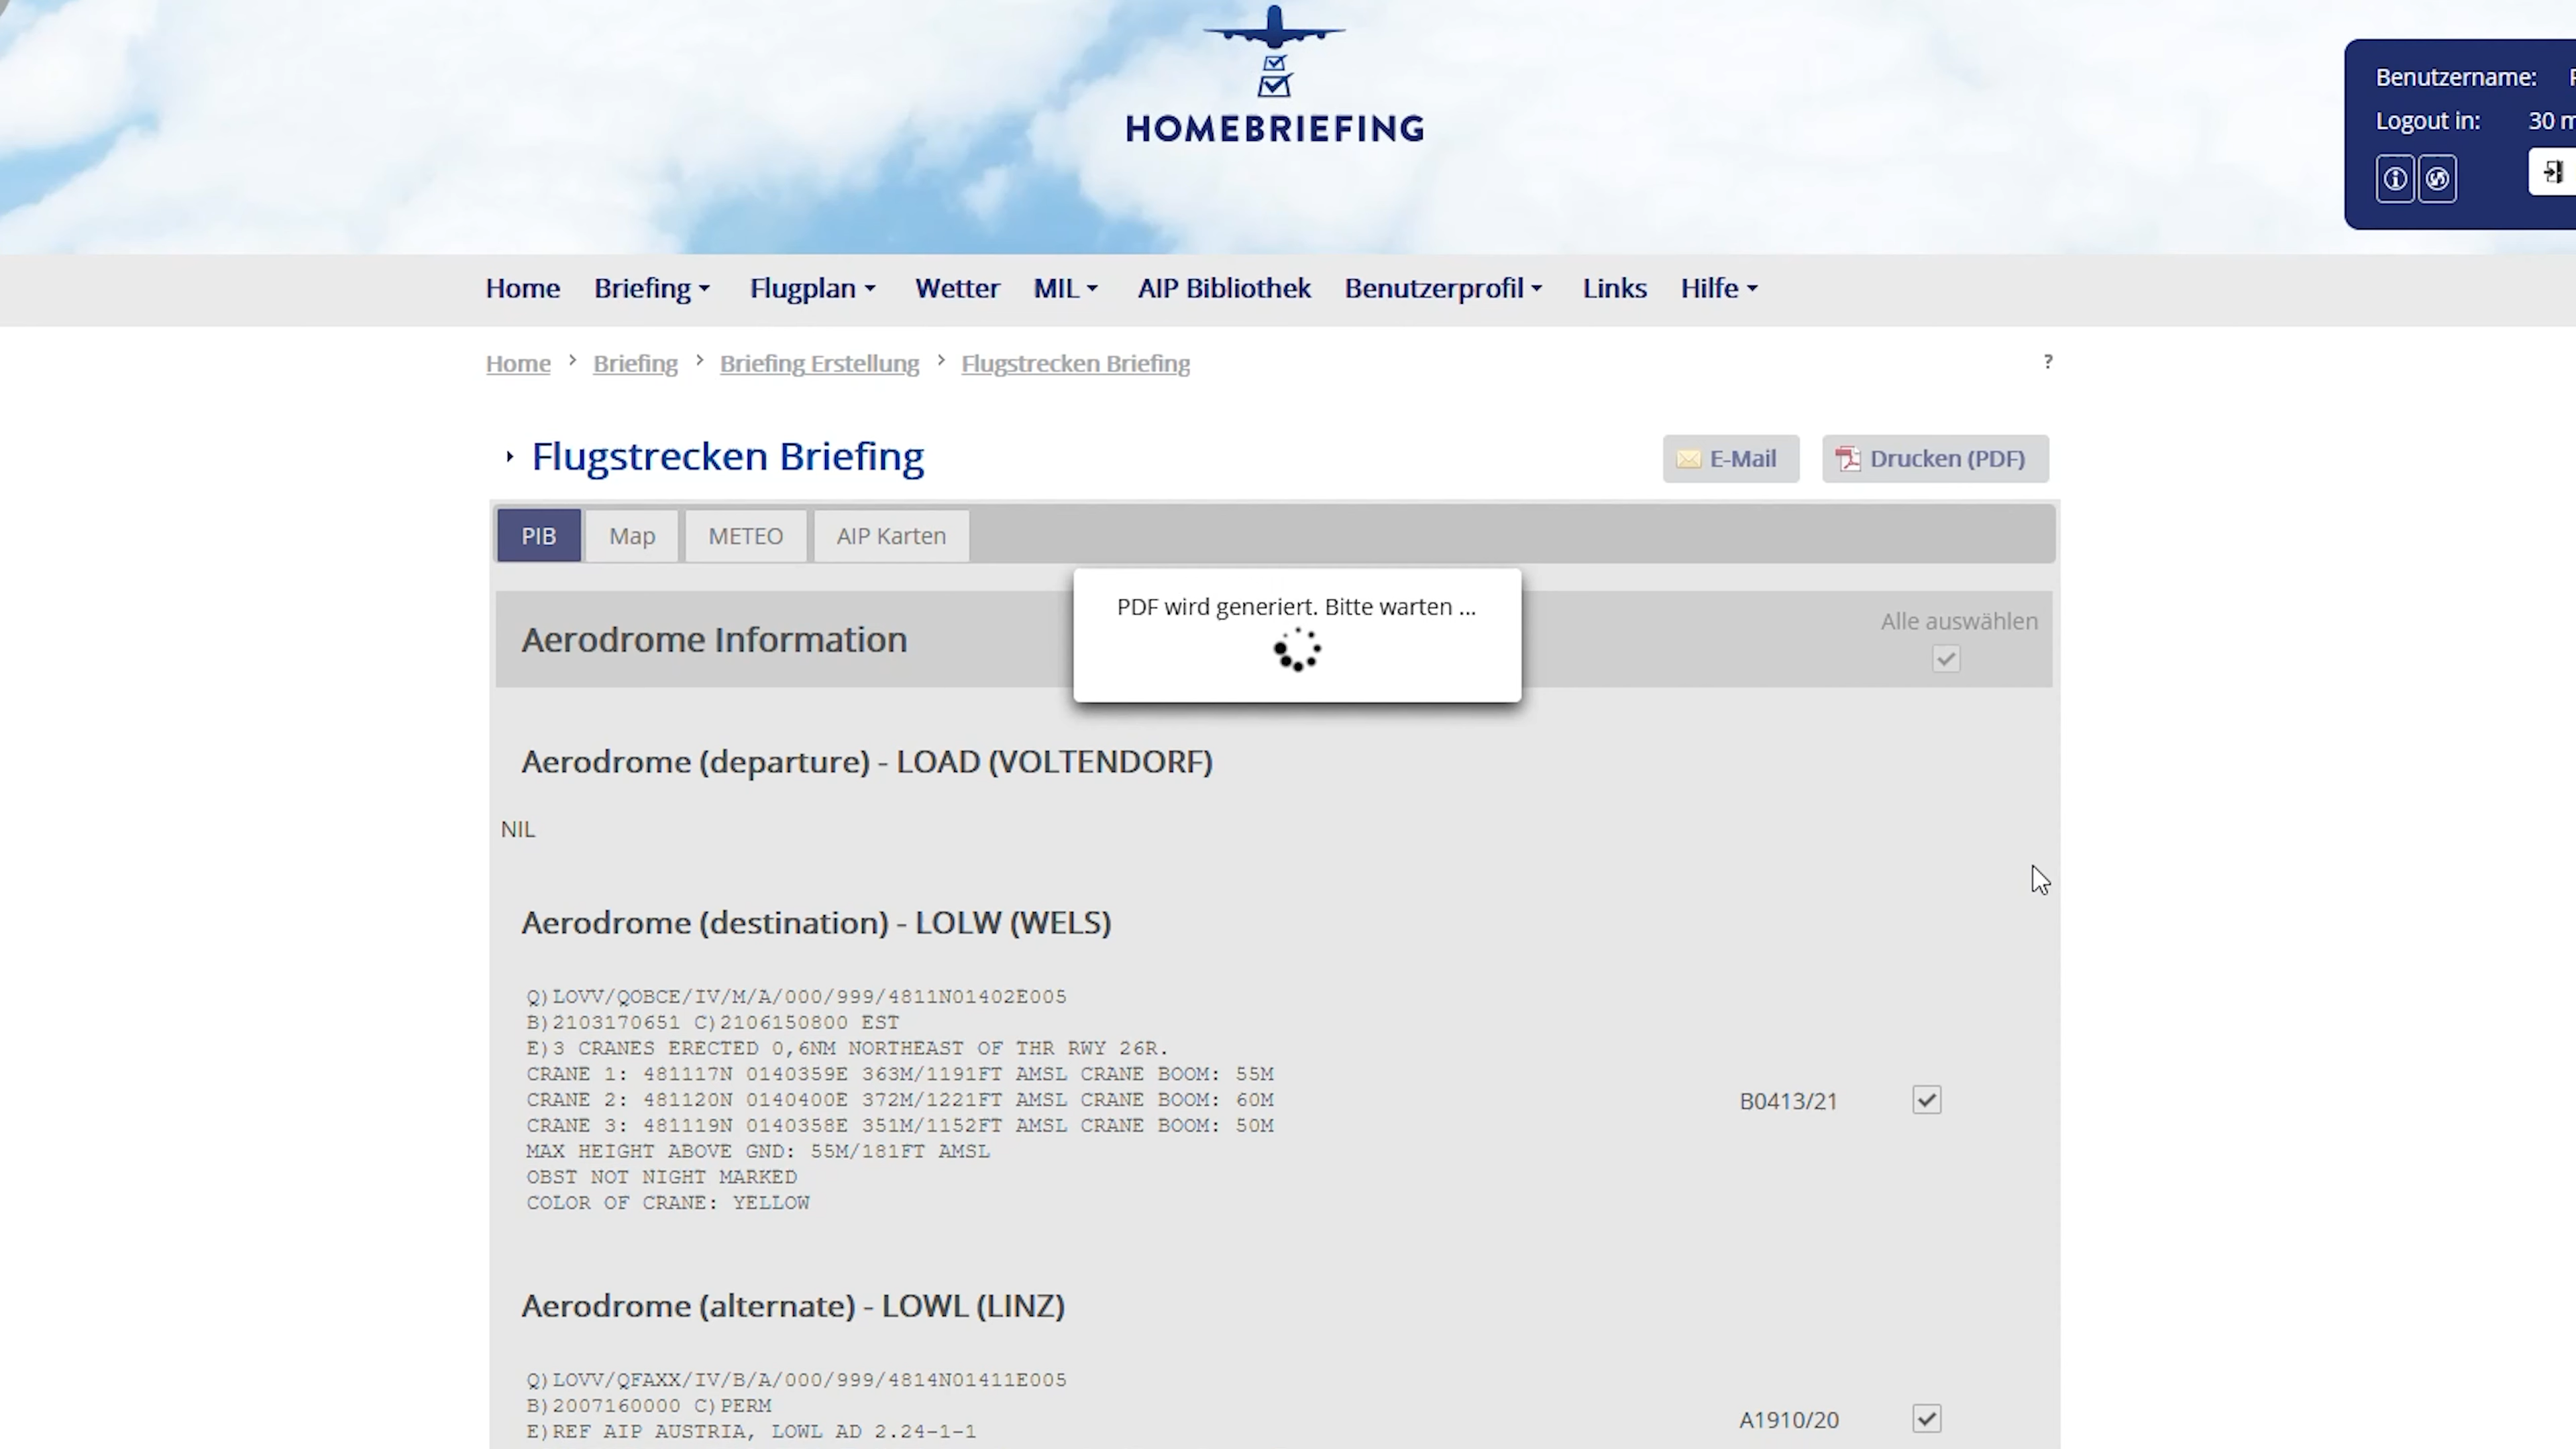 HOMEBRIEFING
Benutzername:
Logout in: 30
Home Briefing Flugplan Wetter MIL AIP Bibliothek Benutzerprofil Links Hilfe
Home > Briefing > Briefing Erstellung > Flugstrecken Briefing ?
Flugstrecken Briefing E-Mail Drucken (PDF)
PIB Map METEO AIP Karten
PDF wird generiert. Bitte warten ...
Aerodrome Information Alle auswählen
Aerodrome (departure) - LOAD (VOLTENDORF)
NIL
Aerodrome (destination) - LOLW (WELS)
Q)LOVV/QOBCE/IV/M/A/000/999/4811N01402E005
B)2103170651 C)2106150800 EST
E)3 CRANES ERECTED 0,6NM NORTHEAST OF THR RWY 26R.
CRANE 1: 481117N 0140359E 363M/1191FT AMSL CRANE BOOM: 55M
CRANE 2: 481120N 0140400E 372M/1221FT AMSL CRANE BOOM: 60M
B0413/21
CRANE 3: 481119N 0140358E 351M/1152FT AMSL CRANE BOOM: 50M
MAX HEIGHT ABOVE GND: 55M/181FT AMSL
OBST NOT NIGHT MARKED
COLOR OF CRANE: YELLOW
Aerodrome (alternate) - LOWL (LINZ)
Q)LOVV/QFAXX/IV/B/A/000/999/4814N01411E005
B)2007160000 C)PERM
A1910/20
E)REF AIP AUSTRIA, LOWL AD 2.24-1-1